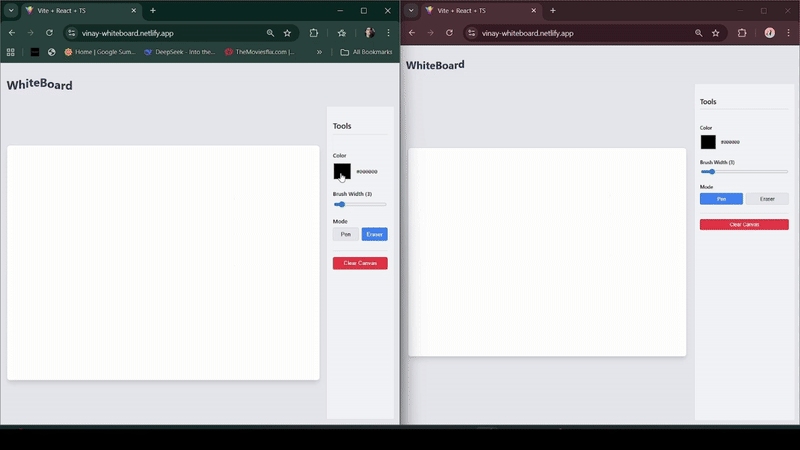 Vite + React + TS
vinay-whiteboard.netlify.app
Home | Google Sum...
DeepSeek - Into the...
TheMoviesflix.com |...
»
All Bookmarks
WhiteBoard
Tools
Color
#000000
Brush Width (3)
Mode
Pen
Eraser
Clear Canvas
Vite + React + TS
vinay-whiteboard.netlify.app
WhiteBoard
Tools
Color
#000000
Brush Width (3)
Mode
Pen
Eraser
Clear Canvas